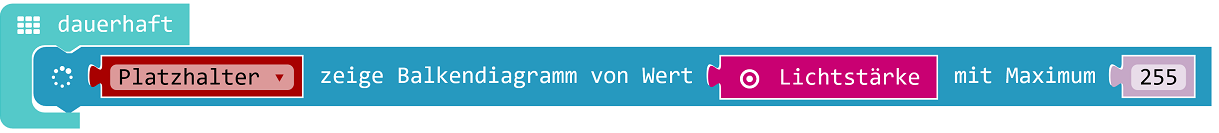 dauerhaft
Platzhalter zeige Balkendiagramm von Wert Lichtstärke mit Maximum 255